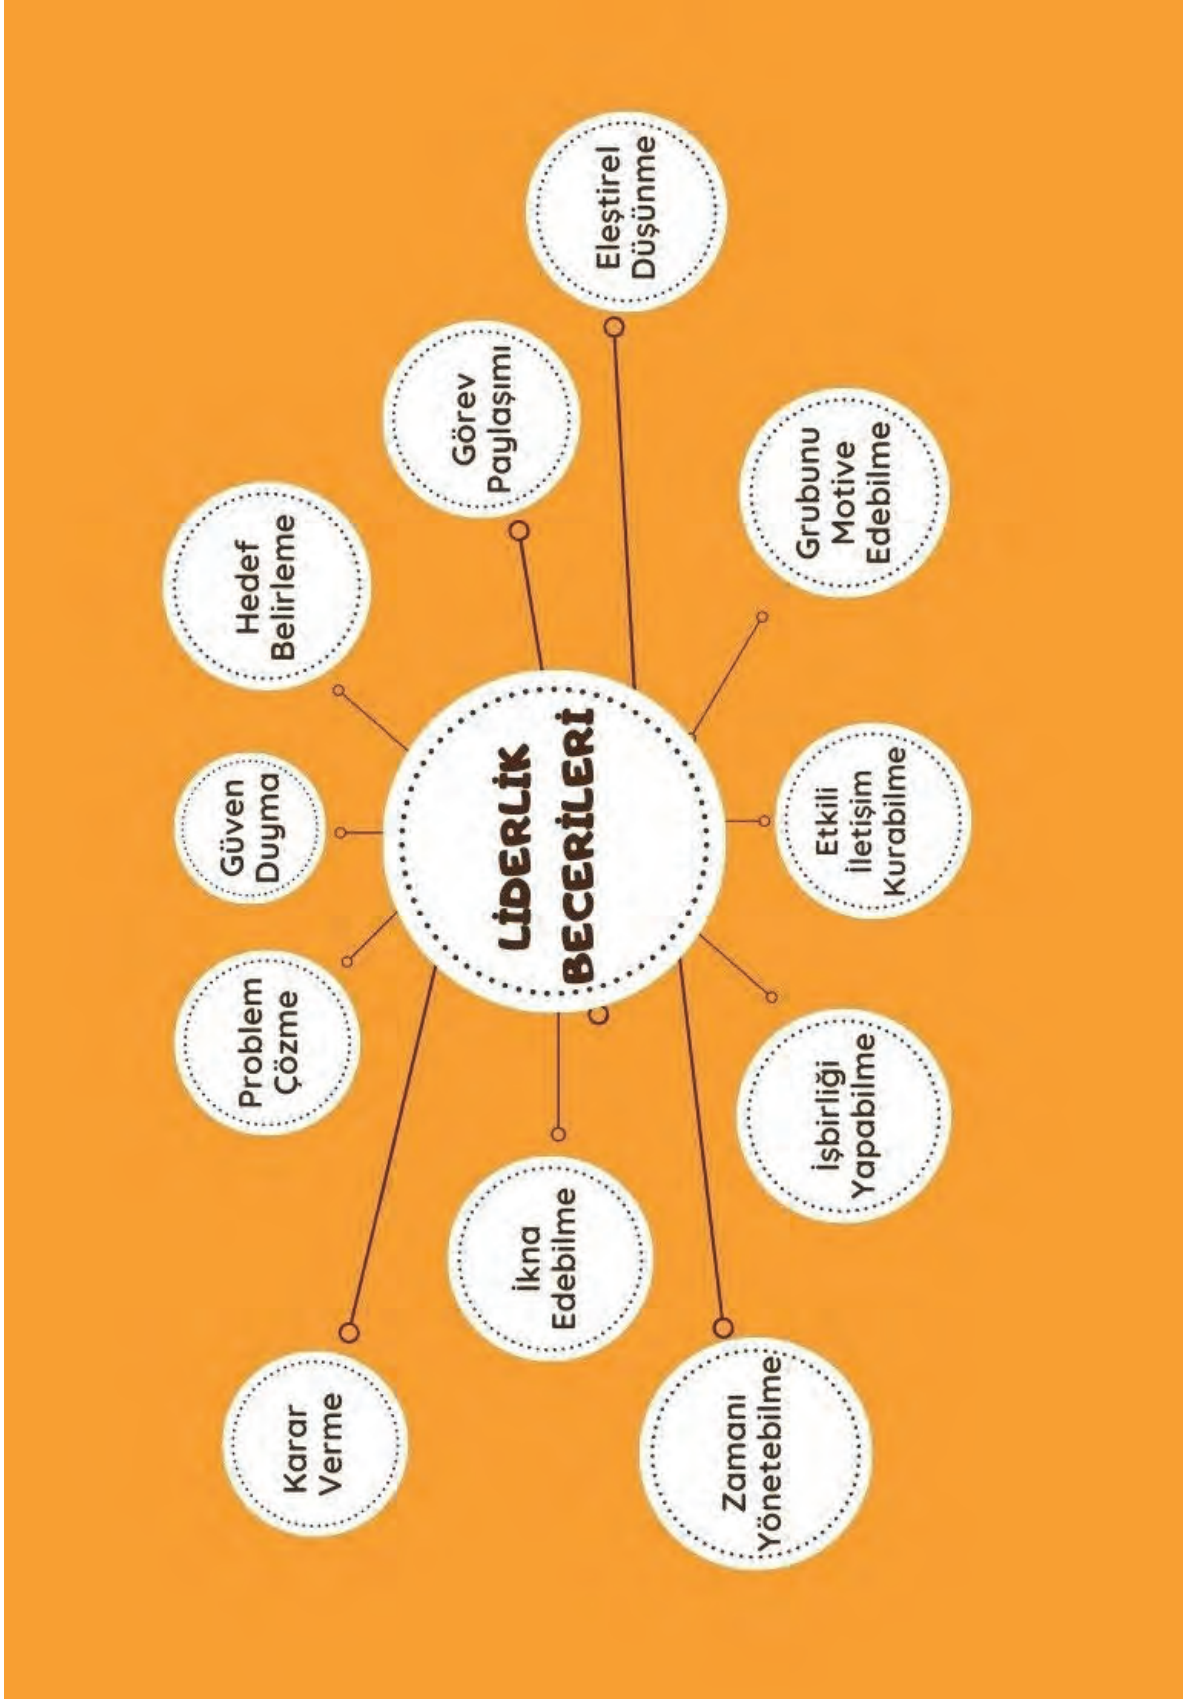 LİDERLİK
BECERİLERİ
Karar
Verme
Problem
Çözme
Güven
Duyma
Hedef
Belirleme
Görev
Paylaşımı
Eleştirel
Düşünme
Grubunu
Motive
Edebilme
Etkili
İletişim
Kurabilme
İşbirliği
Yapabilme
Zamanı
Yönetebilme
İkna
Edebilme